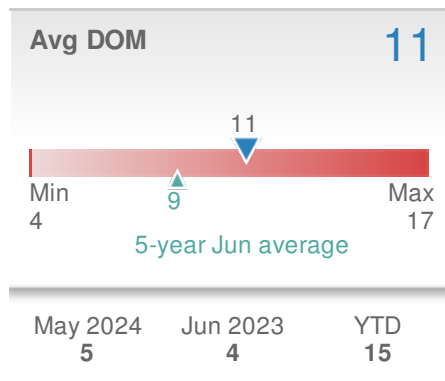 Avg DOM 11
11
Min Max
4 9 17
5-year Jun average
May 2024 Jun 2023 YTD
5 4 15